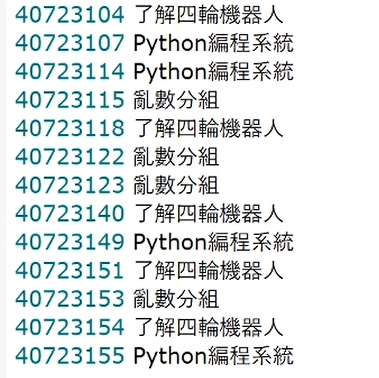 40723104 了解四輪機器人
40723107 Python編程系統
40723114 Python編程系統
40723115 亂數分組
40723118 了解四輪機器人
40723122 亂數分組
40723123 亂數分組
40723140 了解四輪機器人
40723149 Python編程系統
40723151 了解四輪機器人
40723153 亂數分組
40723154 了解四輪機器人
40723155 Python編程系統